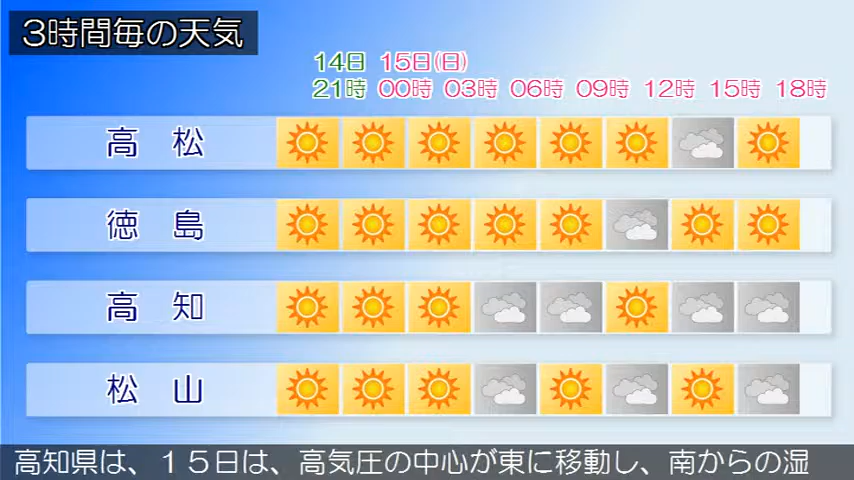 3時間毎の天気
14日 15日(日)
21時 00時 03時 06時 09時 12時 15時 18時
高 松
徳 島
高 知
松 山
高知県は、１５日は、高気圧の中心が東に移動し、南からの湿